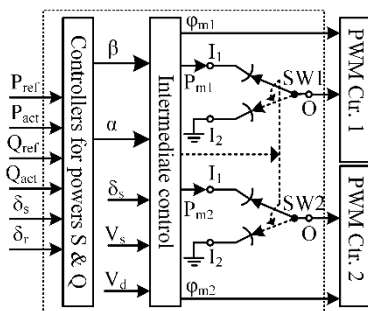 P_ref
P_act
Q_ref
Q_act
δ_s
δ_r
Controllers for powers S & Q
β
α
δ_s
V_s
V_d
Intermediate control
φ_m1
I_1
P_m1
I_2
SW1
O
I_1
P_m2
I_2
SW2
O
φ_m2
PWM Ctr. 1
PWM Ctr. 2